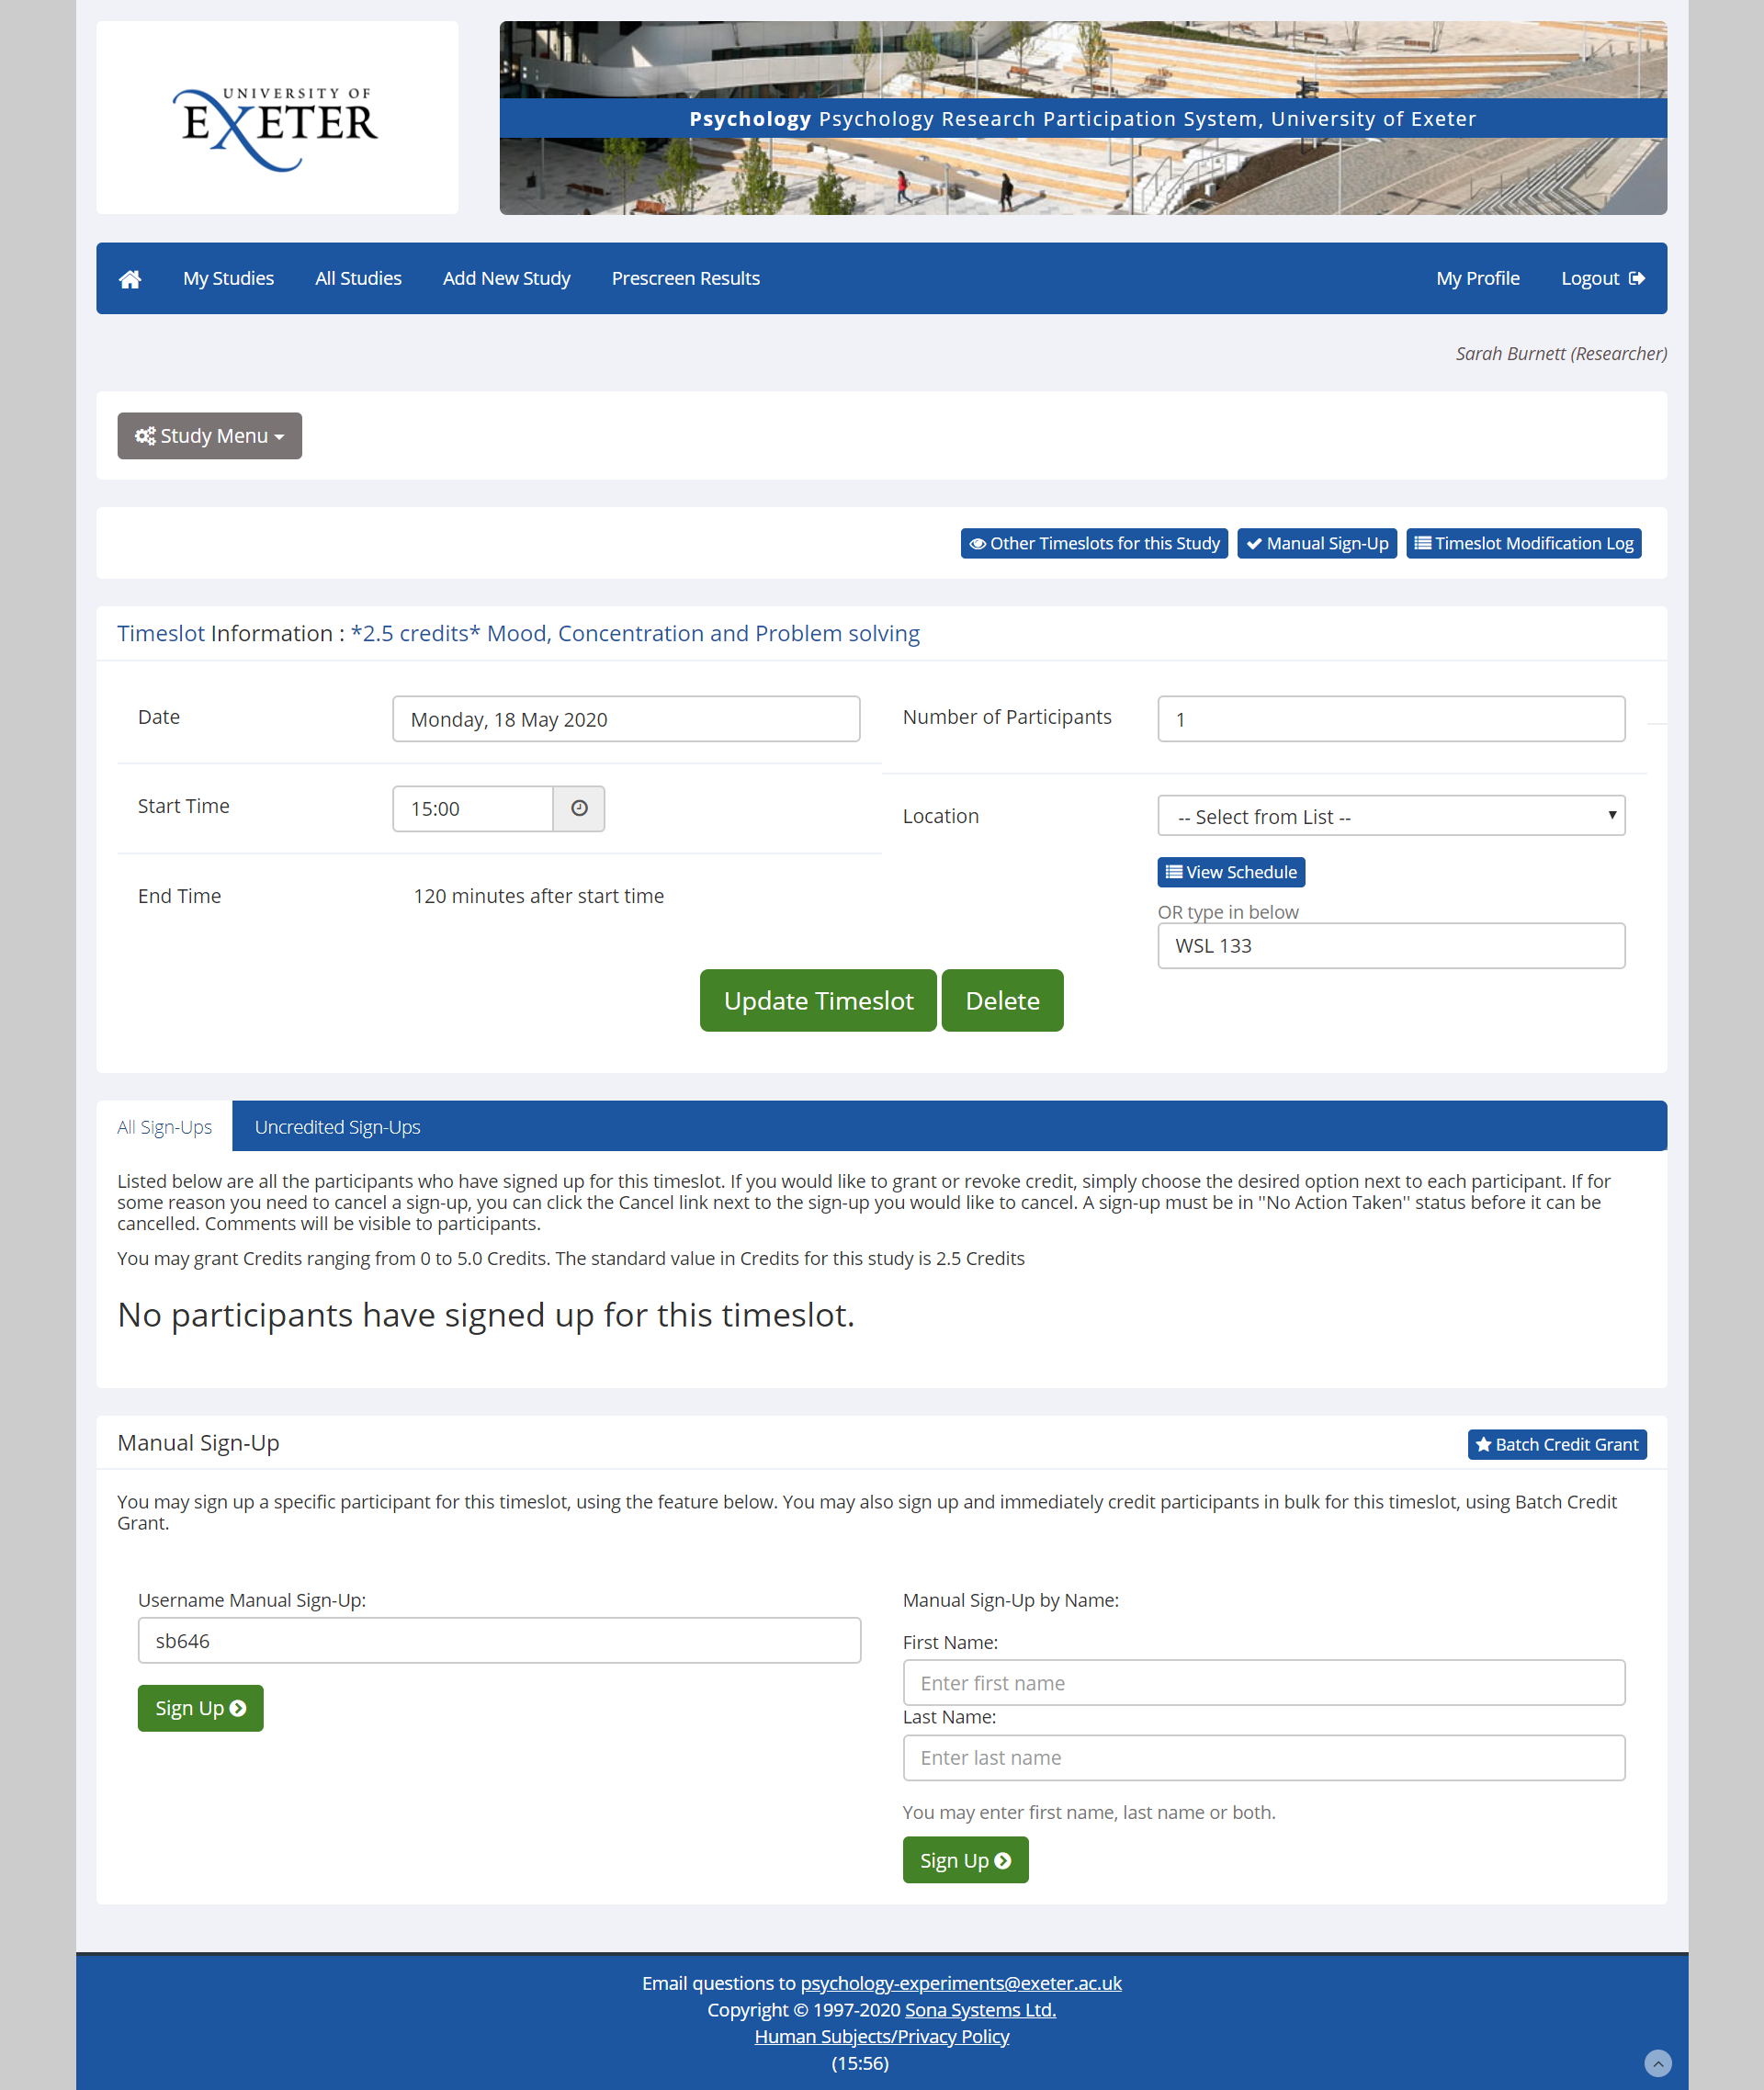 UNIVERSITY OF
EXETER
Psychology Psychology Research Participation System, University of Exeter
My Studies
All Studies
Add New Study
Prescreen Results
My Profile
Logout
Sarah Burnett (Researcher)
Study Menu
Other Timeslots for this Study
Manual Sign-Up
Timeslot Modification Log
Timeslot Information : *2.5 credits* Mood, Concentration and Problem solving
Date
Monday, 18 May 2020
Number of Participants
1
Start Time
15:00
Location
-- Select from List --
View Schedule
End Time
120 minutes after start time
OR type in below
WSL 133
Update Timeslot
Delete
All Sign-Ups
Uncredited Sign-Ups
Listed below are all the participants who have signed up for this timeslot. If you would like to grant or revoke credit, simply choose the desired option next to each participant. If for
some reason you need to cancel a sign-up, you can click the Cancel link next to the sign-up you would like to cancel. A sign-up must be in "No Action Taken" status before it can be
cancelled. Comments will be visible to participants.
You may grant Credits ranging from 0 to 5.0 Credits. The standard value in Credits for this study is 2.5 Credits
No participants have signed up for this timeslot.
Manual Sign-Up
Batch Credit Grant
You may sign up a specific participant for this timeslot, using the feature below. You may also sign up and immediately credit participants in bulk for this timeslot, using Batch Credit
Grant.
Username Manual Sign-Up:
sb646
Sign Up
Manual Sign-Up by Name:
First Name:
Enter first name
Last Name:
Enter last name
You may enter first name, last name or both.
Sign Up
Email questions to psychology-experiments@exeter.ac.uk
Copyright © 1997-2020 Sona Systems Ltd.
Human Subjects/Privacy Policy
(15:56)